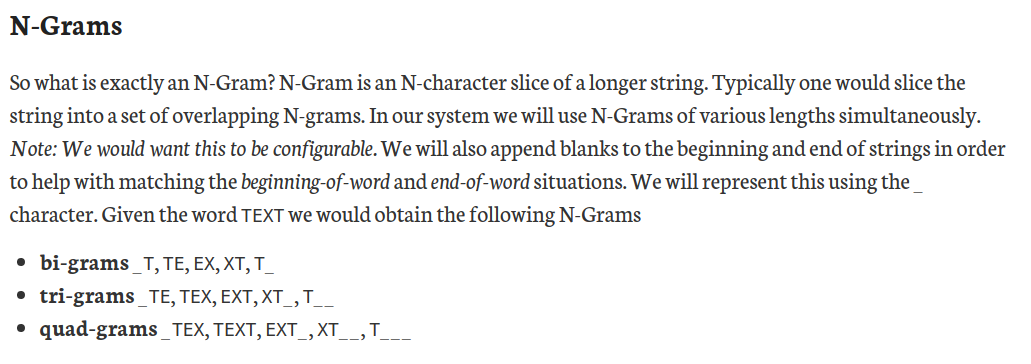 N-Grams
So what is exactly an N-Gram? N-Gram is an N-character slice of a longer string. Typically one would slice the
string into a set of overlapping N-grams. In our system we will use N-Grams of various lengths simultaneously.
Note: We would want this to be configurable. We will also append blanks to the beginning and end of strings in order
to help with matching the beginning-of-word and end-of-word situations. We will represent this using the _
character. Given the word TEXT we would obtain the following N-Grams
• bi-grams _T, TE, EX, XT, T_
• tri-grams _TE, TEX, EXT, XT_, T__
• quad-grams _TEX, TEXT, EXT_, XT__, T___